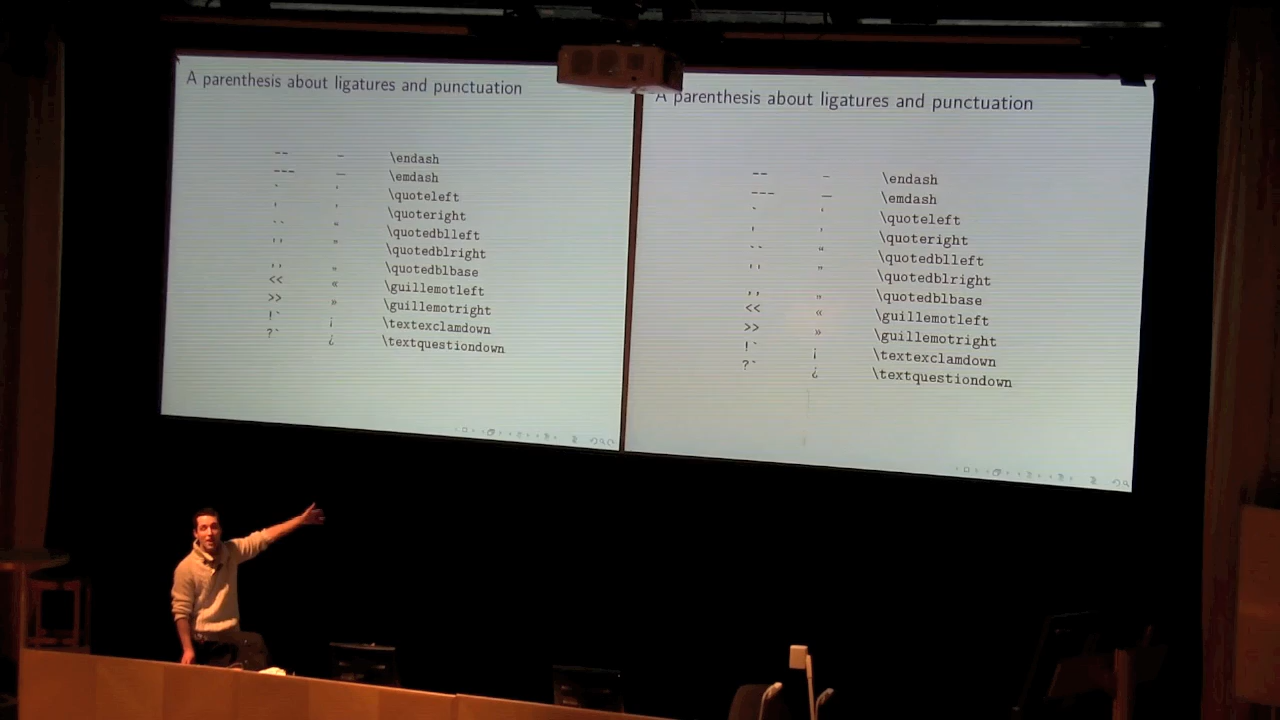 A parenthesis about ligatures and punctuation
-- – \endash
--- — \emdash
` ‘ \quoteleft
' ’ \quoteright
`` “ \quotedblleft
'' ” \quotedblright
,, „ \quotedblbase
<< « \guillemotleft
>> » \guillemotright
!` ¡ \textexclamdown
?` ¿ \textquestiondown
A parenthesis about ligatures and punctuation
-- – \endash
--- — \emdash
` ‘ \quoteleft
' ’ \quoteright
`` “ \quotedblleft
'' ” \quotedblright
,, „ \quotedblbase
<< « \guillemotleft
>> » \guillemotright
!` ¡ \textexclamdown
?` ¿ \textquestiondown